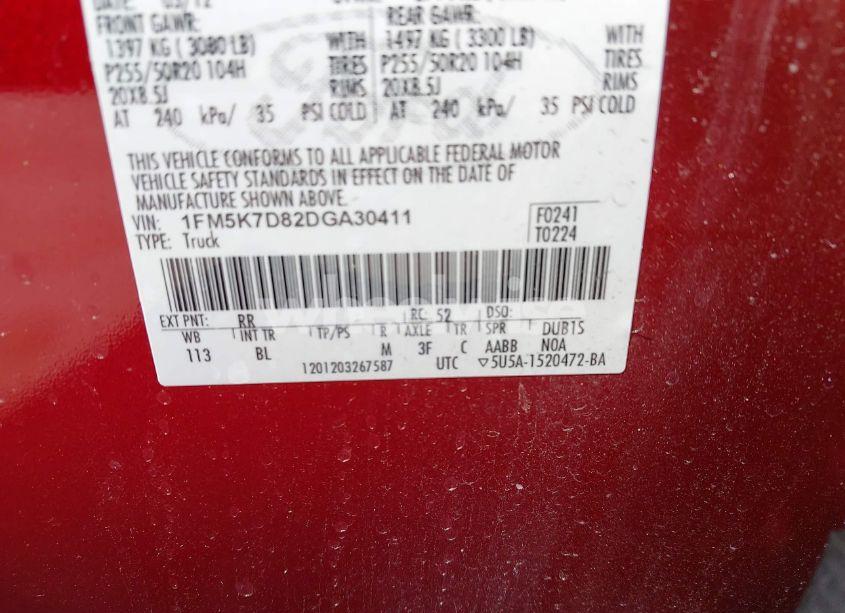 DATE: 03/12
FRONT GAWR: REAR GAWR:
1397 KG ( 3080 LB) WITH 1497 KG ( 3300 LB) WITH
P255/50R20 104H TIRES P255/50R20 104H TIRES
20X8.5J RIMS 20X8.5J RIMS
AT 240 kPa/ 35 PSI COLD AT 240 kPa/ 35 PSI COLD
THIS VEHICLE CONFORMS TO ALL APPLICABLE FEDERAL MOTOR
VEHICLE SAFETY STANDARDS IN EFFECT ON THE DATE OF
MANUFACTURE SHOWN ABOVE.
VIN: 1FM5K7D82DGA30411 F0241
TYPE: Truck T0224
EXT PNT: RR RC: 52 DSO:
WB INT TR TP/PS R AXLE TR SPR DUB1S
113 BL M 3F C AABB N0A
1201203267587 UTC ▽5U5A-1520472-BA